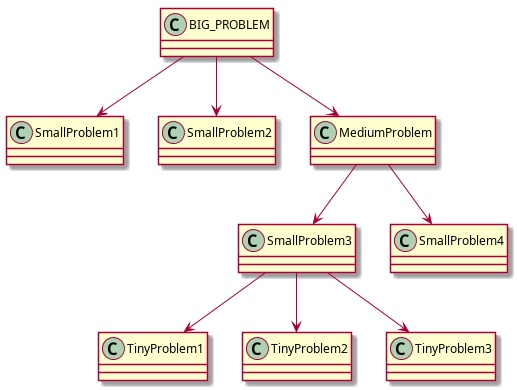 C BIG_PROBLEM
C SmallProblem1
C SmallProblem2
C MediumProblem
C SmallProblem3
C SmallProblem4
C TinyProblem1
C TinyProblem2
C TinyProblem3